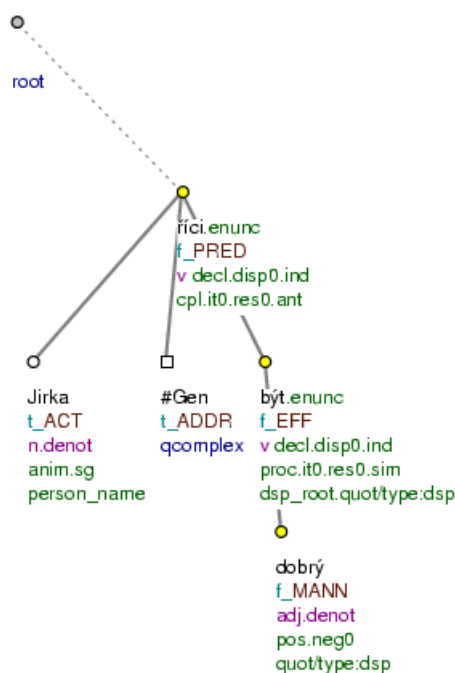 root
říci.enunc
f_PRED
v decl.disp0.ind
cpl.it0.res0.ant
Jirka
t_ACT
n.denot
anim.sg
person_name
#Gen
t_ADDR
qcomplex
být.enunc
f_EFF
v decl.disp0.ind
proc.it0.res0.sim
dsp_root.quot/type:dsp
dobrý
f_MANN
adj.denot
pos.neg0
quot/type:dsp